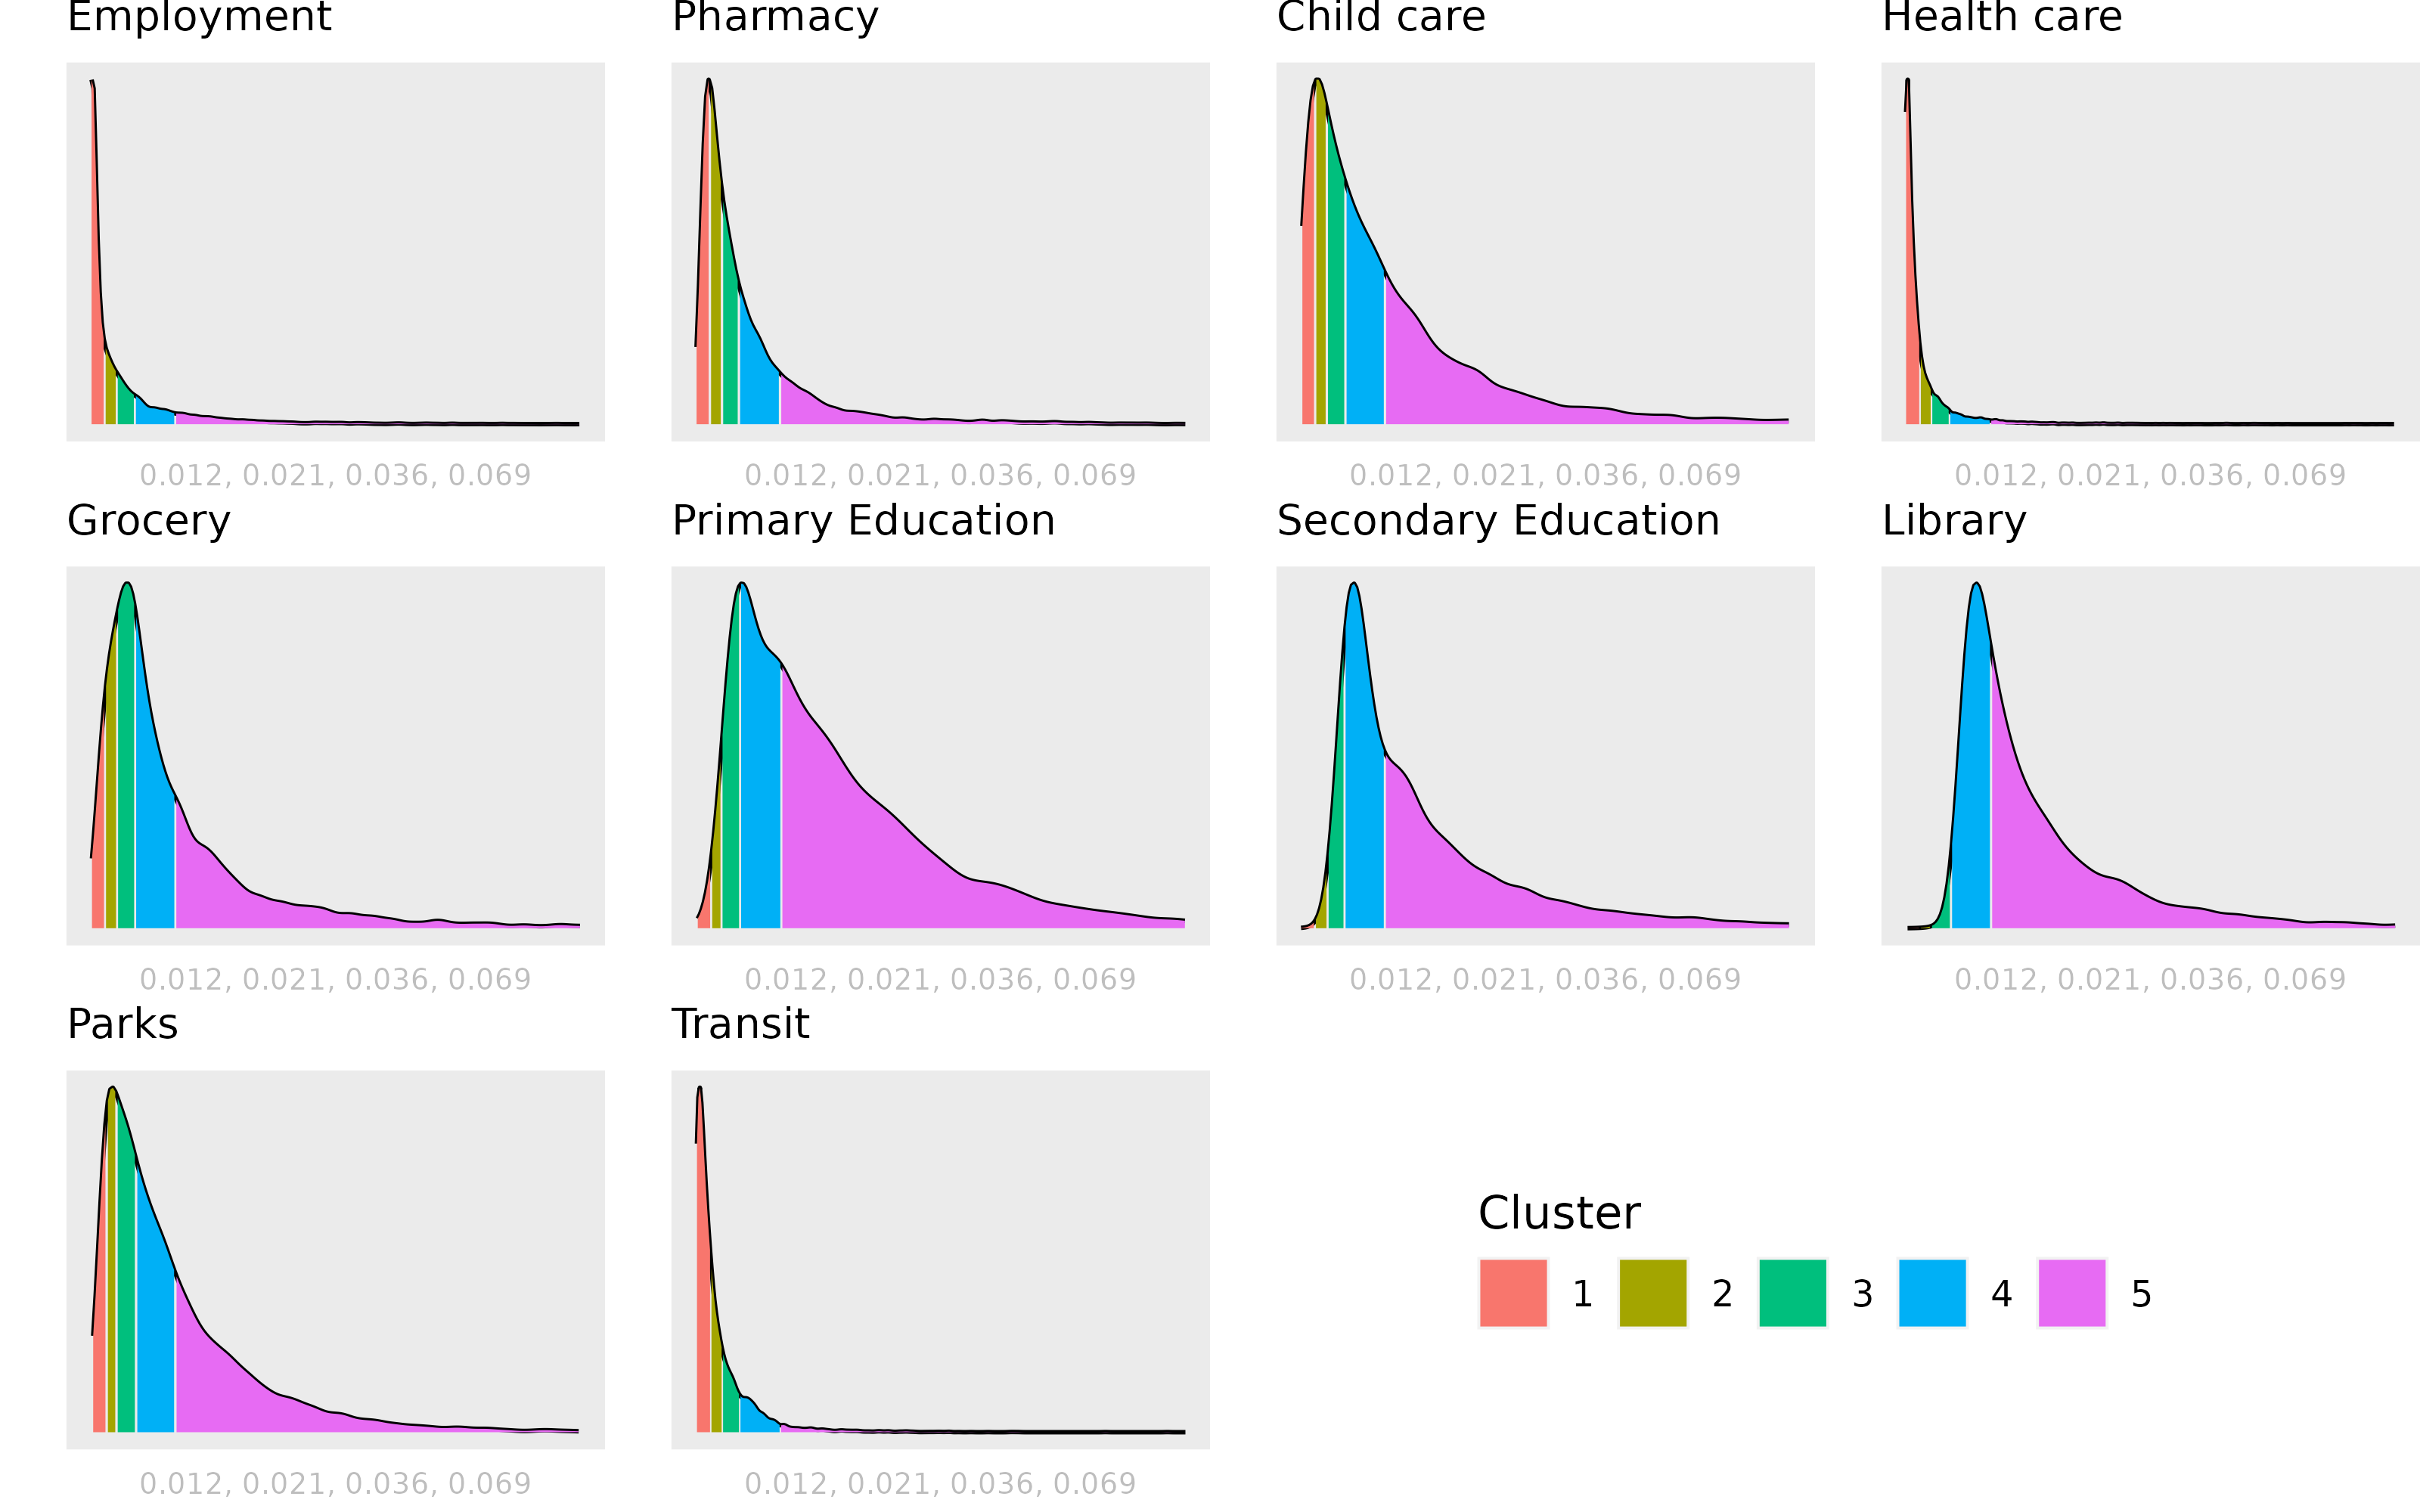 Employment
Pharmacy
Child care
Health care
0.012, 0.021, 0.036, 0.069
0.012, 0.021, 0.036, 0.069
0.012, 0.021, 0.036, 0.069
0.012, 0.021, 0.036, 0.069
Grocery
Primary Education
Secondary Education
Library
0.012, 0.021, 0.036, 0.069
0.012, 0.021, 0.036, 0.069
0.012, 0.021, 0.036, 0.069
0.012, 0.021, 0.036, 0.069
Parks
Transit
Cluster
1 2 3 4 5
0.012, 0.021, 0.036, 0.069
0.012, 0.021, 0.036, 0.069